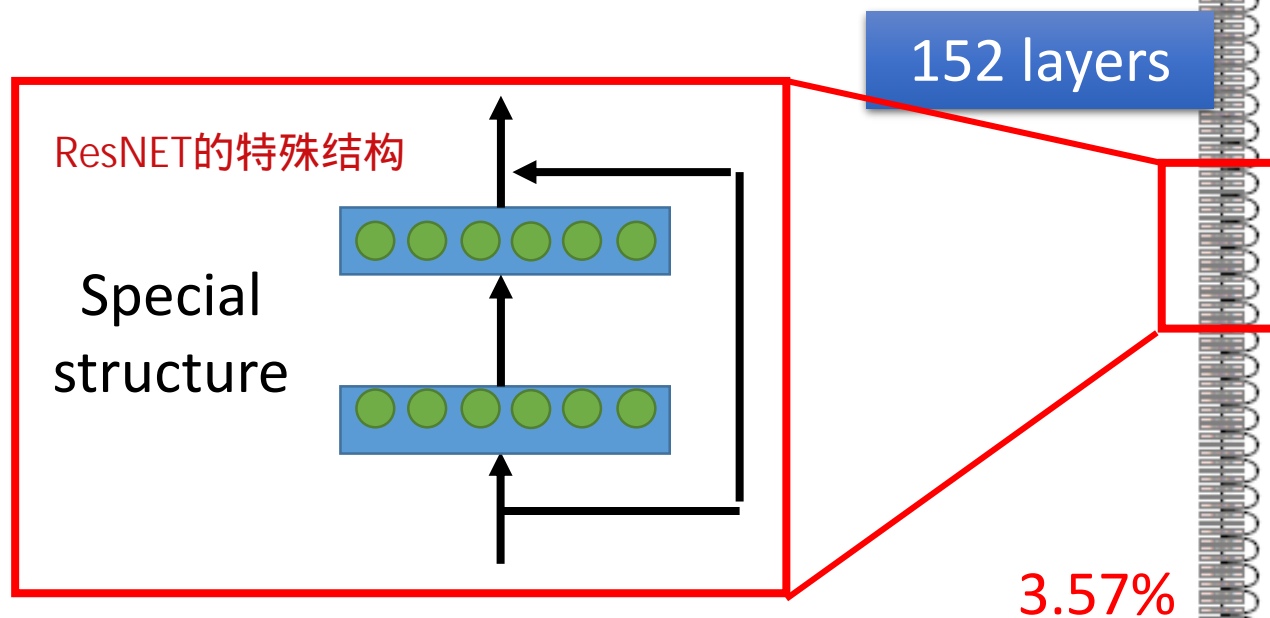 152 layers
ResNET的特殊结构
Special
structure
3.57%